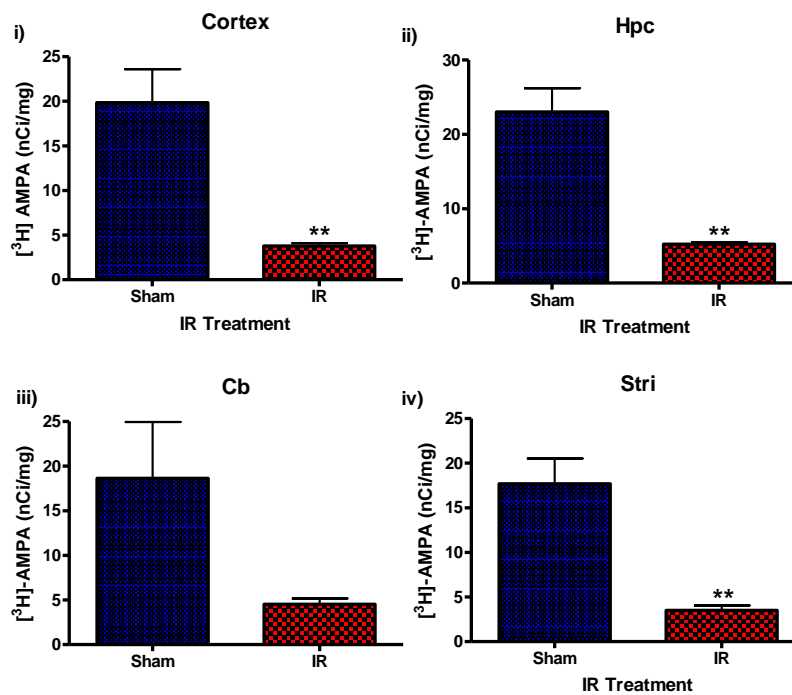 i)
Cortex
[³H] AMPA (nCi/mg)
25
20
15
10
5
0
**
Sham
IR
IR Treatment
ii)
Hpc
[³H]-AMPA (nCi/mg)
30
20
10
0
**
Sham
IR
IR Treatment
iii)
Cb
[³H]-AMPA (nCi/mg)
25
20
15
10
5
0
Sham
IR
iv)
Stri
[³H]-AMPA (nCi/mg)
25
20
15
10
5
0
**
Sham
IR
IR Treatment